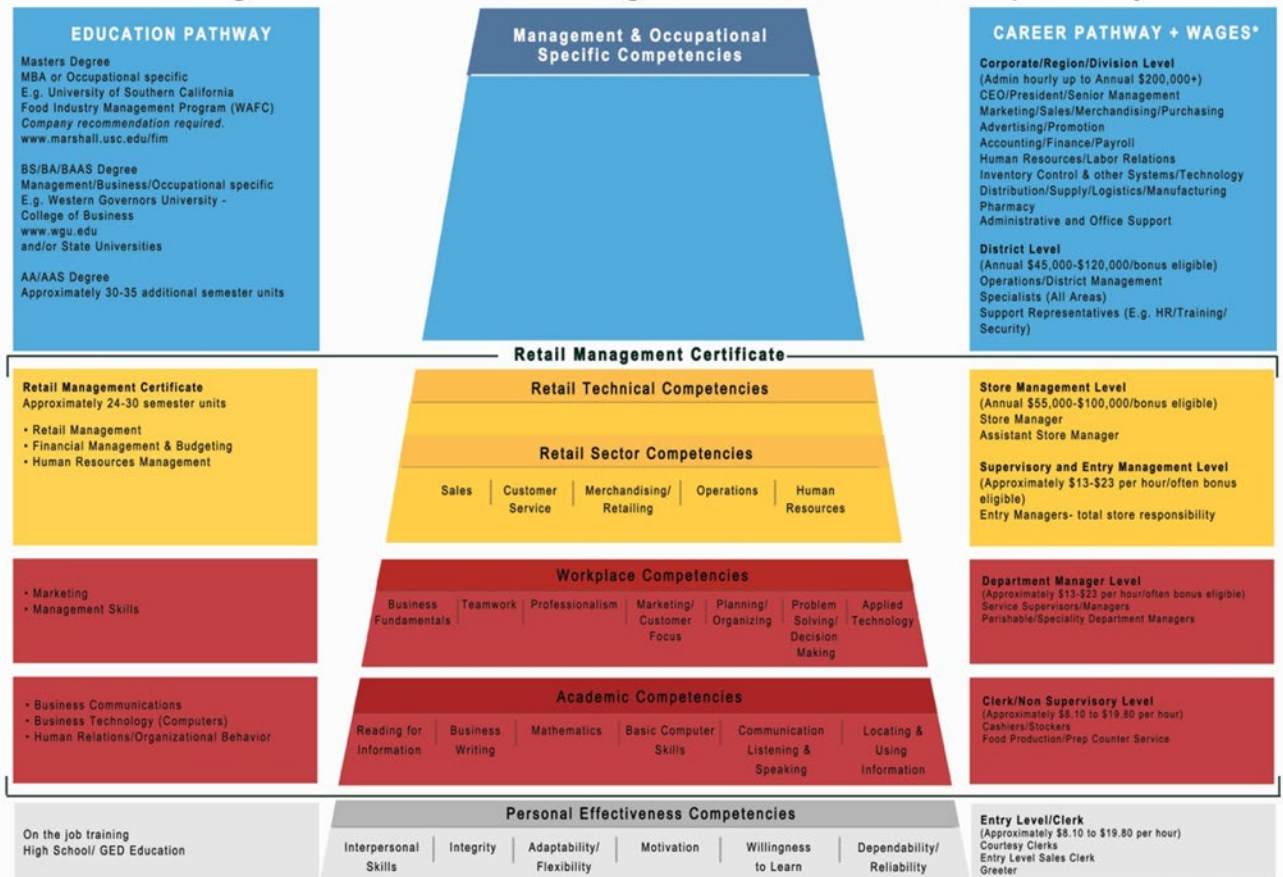 EDUCATION PATHWAY
Masters Degree
MBA or Occupational specific
E.g. University of Southern California
Food Industry Management Program (WAFC)
Company recommendation required.
www.marshall.usc.edu/fim
BS/BA/BAAS Degree
Management/Business/Occupational specific
E.g. Western Governors University -
College of Business
www.wgu.edu
and/or State Universities
AA/AAS Degree
Approximately 30-35 additional semester units
Management & Occupational
Specific Competencies
CAREER PATHWAY + WAGES*
Corporate/Region/Division Level
(Admin hourly up to Annual $200,000+)
CEO/President/Senior Management
Marketing/Sales/Merchandising/Purchasing
Advertising/Promotion
Accounting/Finance/Payroll
Human Resources/Labor Relations
Inventory Control & other Systems/Technology
Distribution/Supply/Logistics/Manufacturing
Pharmacy
Administrative and Office Support
District Level
(Annual $45,000-$120,000/bonus eligible)
Operations/District Management
Specialists (All Areas)
Support Representatives (E.g. HR/Training/
Security)
Retail Management Certificate
Retail Management Certificate
Approximately 24-30 semester units
• Retail Management
• Financial Management & Budgeting
• Human Resources Management
Retail Technical Competencies
Retail Sector Competencies
Sales
Customer
Service
Merchandising/
Retailing
Operations
Human
Resources
Store Management Level
(Annual $55,000-$100,000/bonus eligible)
Store Manager
Assistant Store Manager
Supervisory and Entry Management Level
(Approximately $13-$23 per hour/often bonus
eligible)
Entry Managers- total store responsibility
• Marketing
• Management Skills
Workplace Competencies
Business
Fundamentals
Teamwork
Professionalism
Marketing/
Customer
Focus
Planning/
Organizing
Problem
Solving/
Decision
Making
Applied
Technology
Department Manager Level
(Approximately $13-$23 per hour/often bonus eligible)
Service Supervisors/Managers
Perishable/Speciality Department Managers
• Business Communications
• Business Technology (Computers)
• Human Relations/Organizational Behavior
Academic Competencies
Reading for
Information
Business
Writing
Mathematics
Basic Computer
Skills
Communication
Listening &
Speaking
Locating &
Using
Information
Clerk/Non Supervisory Level
(Approximately $8.10 to $19.80 per hour)
Cashiers/Stockers
Food Production/Prep Counter Service
On the job training
High School/ GED Education
Personal Effectiveness Competencies
Interpersonal
Skills
Integrity
Adaptability/
Flexibility
Motivation
Willingness
to Learn
Dependability/
Reliability
Entry Level/Clerk
(Approximately $8.10 to $19.80 per hour)
Courtesy Clerks
Entry Level Sales Clerk
Greeter